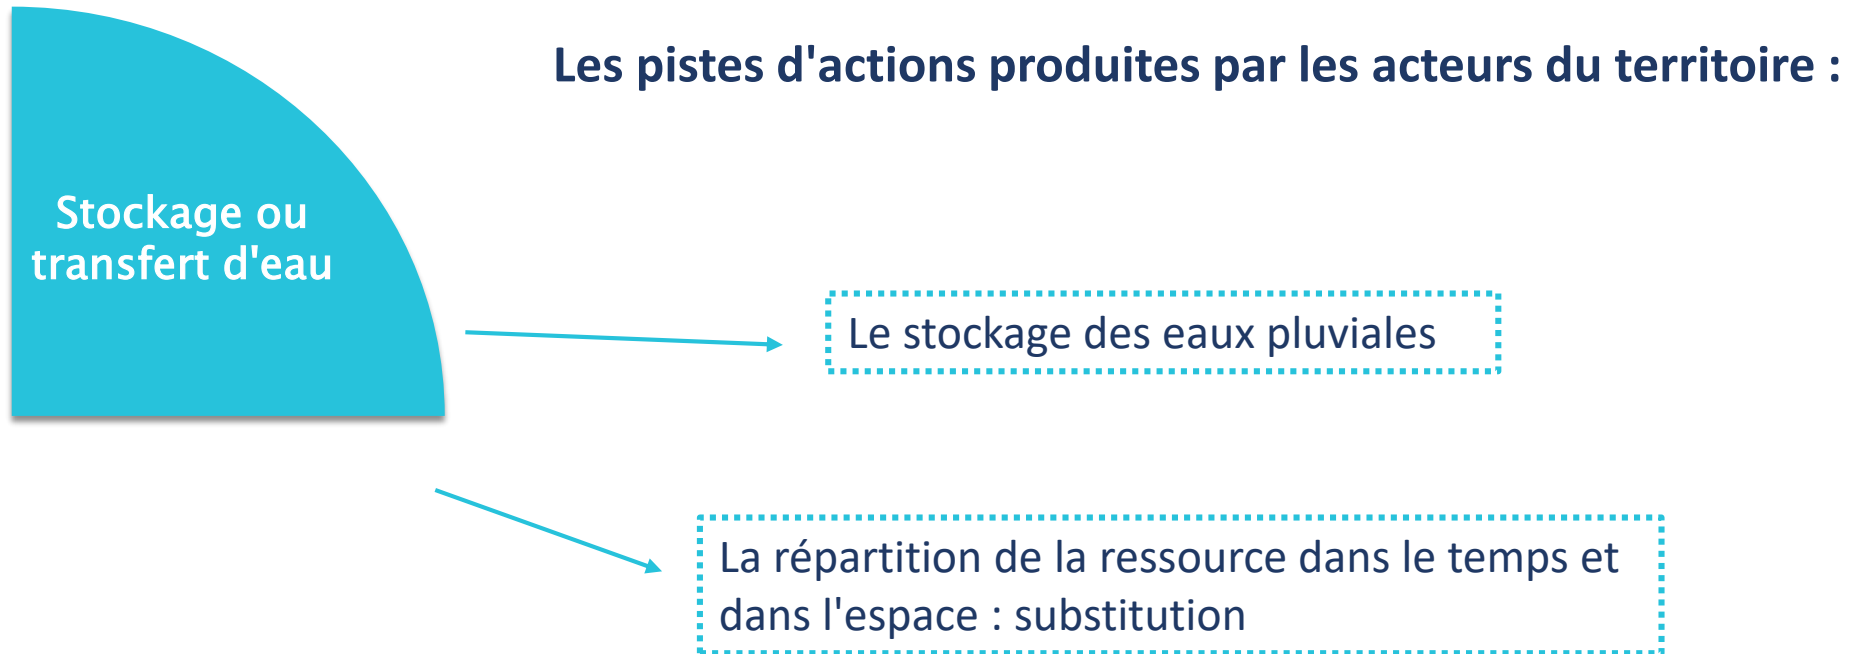 Les pistes d'actions produites par les acteurs du territoire :
Stockage ou
transfert d'eau
Le stockage des eaux pluviales
La répartition de la ressource dans le temps et
dans l'espace : substitution